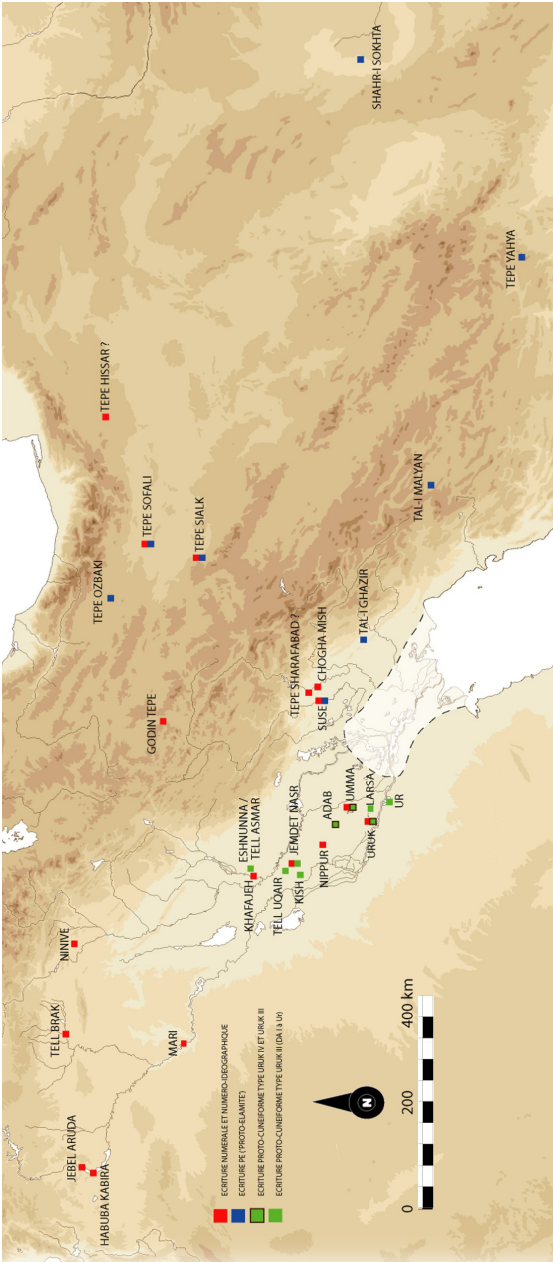 JEBEL ARUDA
HABUBA KABIRA
TELL BRAK
NINIVE
MARI
KHAFAJEH
ESHNUNNA /
TELL ASMAR
TELL UQAIR
JEMDET NASR
KISH
NIPPUR
ADAB
UMMA
URUK
LARSA
UR
GODIN TEPE
TEPE SHARAFABAD ?
CHOGHA MISH
SUSE
TAL-I GHAZIR
TEPE OZBAKI
TEPE SOFALI
TEPE SIALK
TEPE HISSAR ?
TAL-I MALYAN
TEPE YAHYA
SHAHR-I SOKHTA
ECRITURE NUMERALE ET NUMERO-IDEOGRAPHIQUE
ECRITURE PE ('PROTO-ELAMITE')
ECRITURE PROTO-CUNEIFORME TYPE URUK IV ET URUK III
ECRITURE PROTO-CUNEIFORME TYPE URUK III (DA I à Ur)
N
0 200 400 km